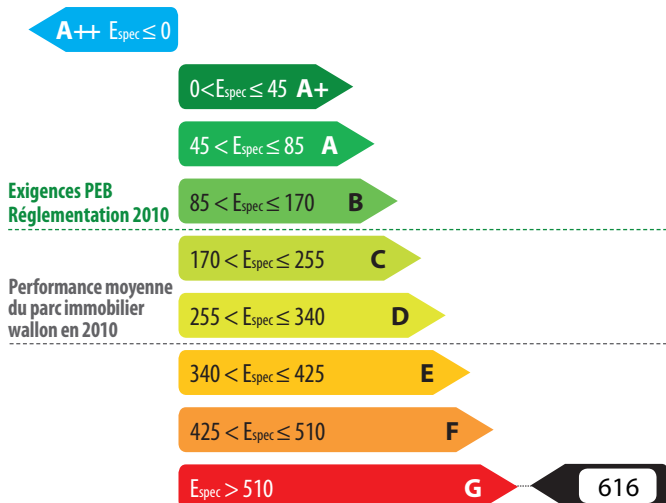 A++ Espec ≤ 0
0<Espec ≤ 45 A+
45 < Espec ≤ 85 A
Exigences PEB
Réglementation 2010
85 < Espec ≤ 170 B
170 < Espec ≤ 255 C
Performance moyenne
du parc immobilier
wallon en 2010
255 < Espec ≤ 340 D
340 < Espec ≤ 425 E
425 < Espec ≤ 510 F
Espec > 510 G
616